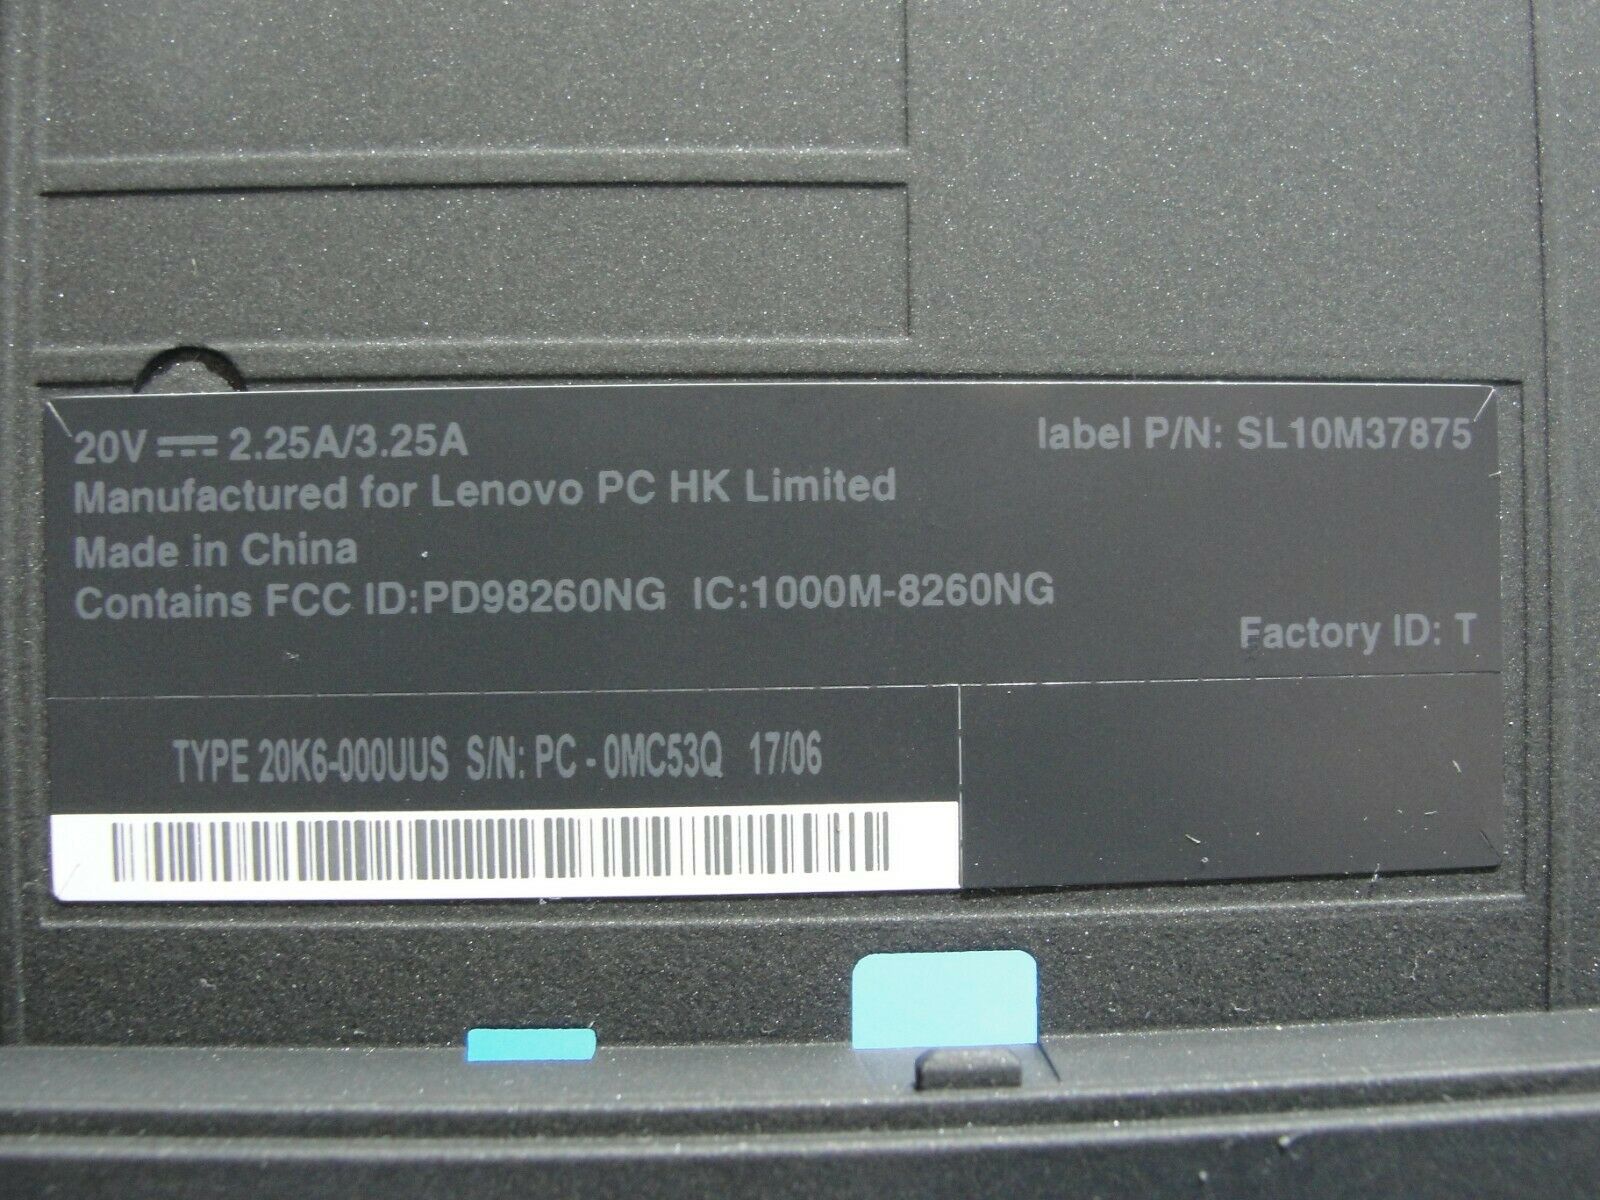 20V ⎓ 2.25A/3.25A label P/N: SL10M37875
Manufactured for Lenovo PC HK Limited
Made in China
Contains FCC ID:PD98260NG IC:1000M-8260NG
Factory ID: T
TYPE 20K6-000UUS S/N: PC - 0MC53Q 17/06